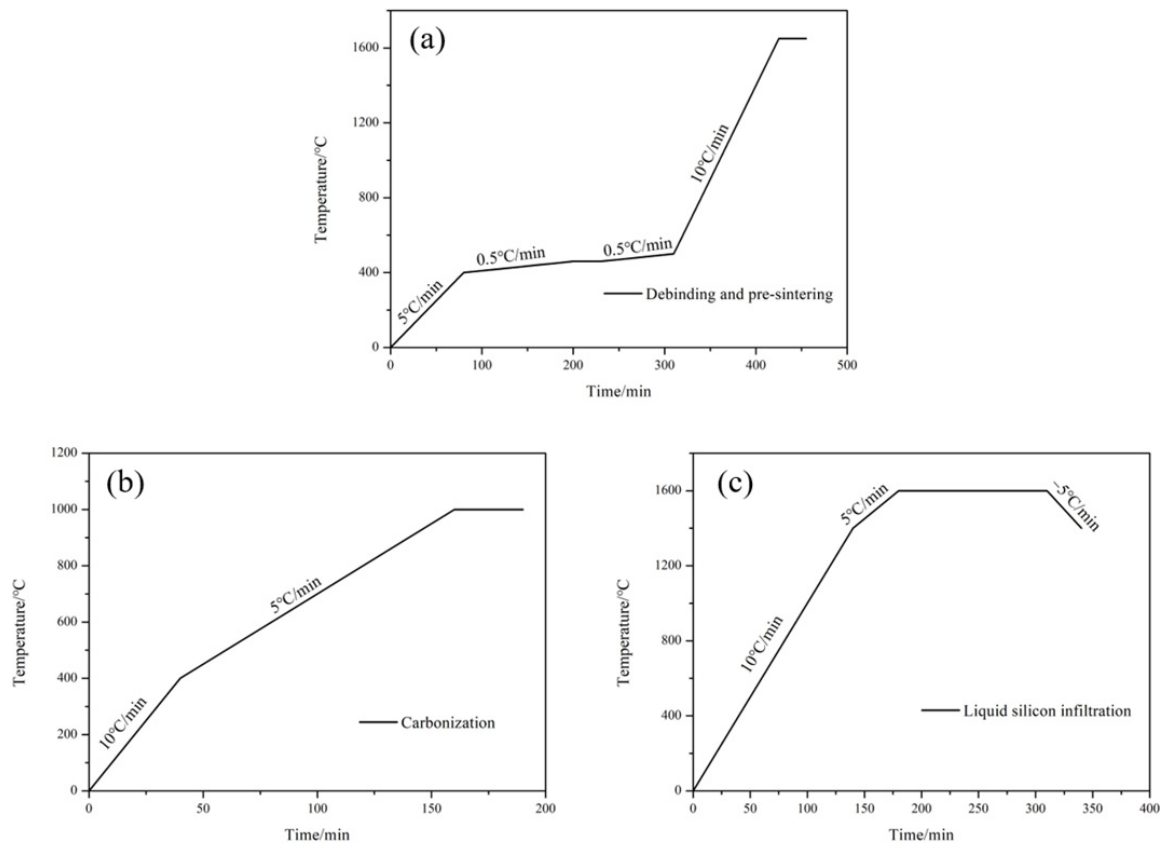 (a)
1600
1200
800
400
0
Temperature/°C
5°C/min
0.5°C/min
0.5°C/min
10°C/min
Debinding and pre-sintering
0
100
200
300
400
500
Time/min
(b)
1200
1000
800
600
400
200
0
Temperature/°C
10°C/min
5°C/min
Carbonization
0
50
100
150
200
Time/min
(c)
1600
1200
800
400
0
Temperature/°C
10°C/min
5°C/min
−5°C/min
Liquid silicon infiltration
0
50
100
150
200
250
300
350
400
Time/min